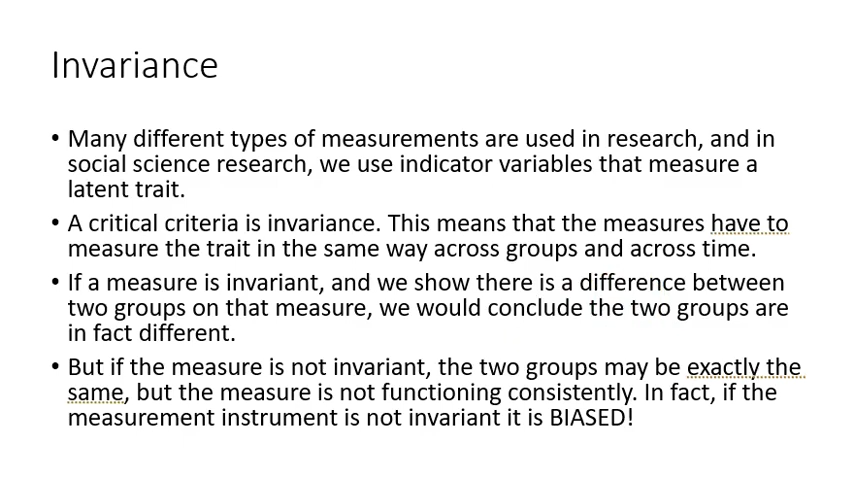 Invariance
• Many different types of measurements are used in research, and in
social science research, we use indicator variables that measure a
latent trait.
• A critical criteria is invariance. This means that the measures have to
measure the trait in the same way across groups and across time.
• If a measure is invariant, and we show there is a difference between
two groups on that measure, we would conclude the two groups are
in fact different.
• But if the measure is not invariant, the two groups may be exactly the
same, but the measure is not functioning consistently. In fact, if the
measurement instrument is not invariant it is BIASED!